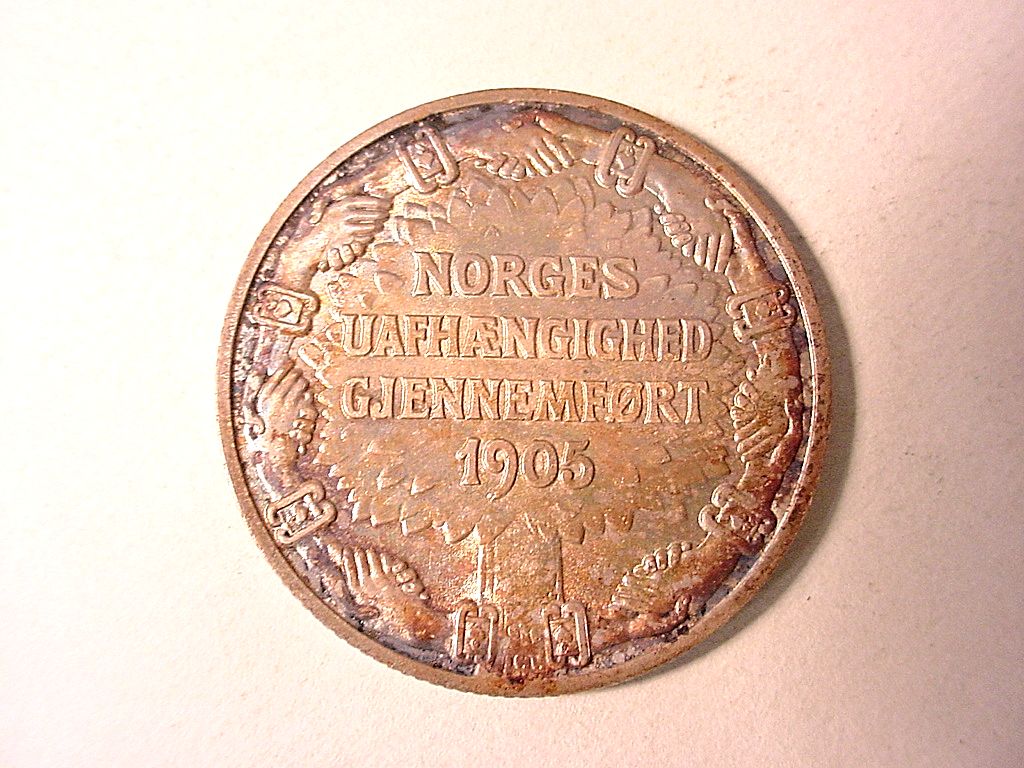 NORGES
UAFHÆNGIGHED
GJENNEMFØRT
1905